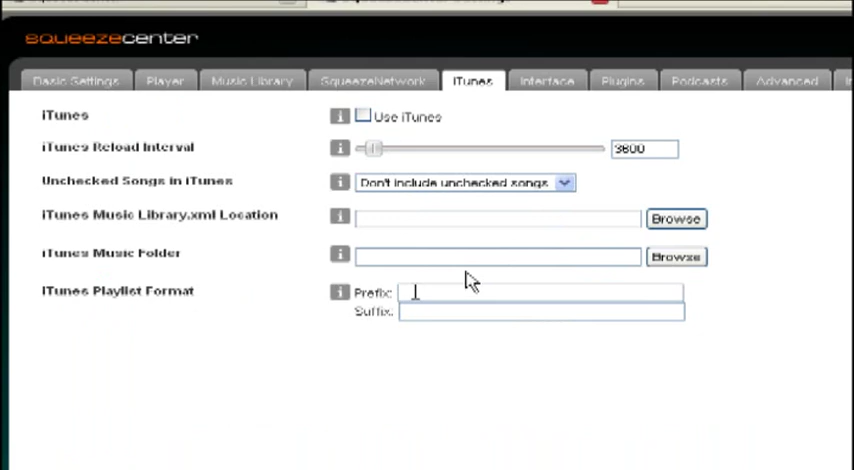 squeezecenter
Basic Settings Player Music Library SqueezeNetwork iTunes Interface Plugins Podcasts Advanced
iTunes Use iTunes
iTunes Reload Interval 3600
Unchecked Songs in iTunes Don't include unchecked songs
iTunes Music Library.xml Location Browse
iTunes Music Folder Browse
iTunes Playlist Format Prefix:
Suffix: